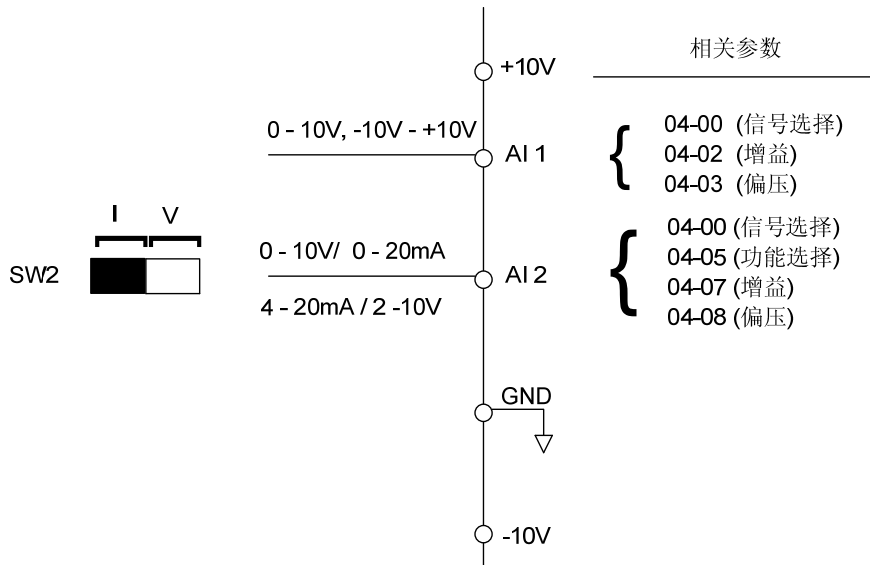 +10V
相关参数
0 - 10V, -10V - +10V
AI 1
04-00 (信号选择)
04-02 (增益)
04-03 (偏压)
I V
SW2
0 - 10V/ 0 - 20mA
4 - 20mA / 2 -10V
AI 2
04-00 (信号选择)
04-05 (功能选择)
04-07 (增益)
04-08 (偏压)
GND
-10V